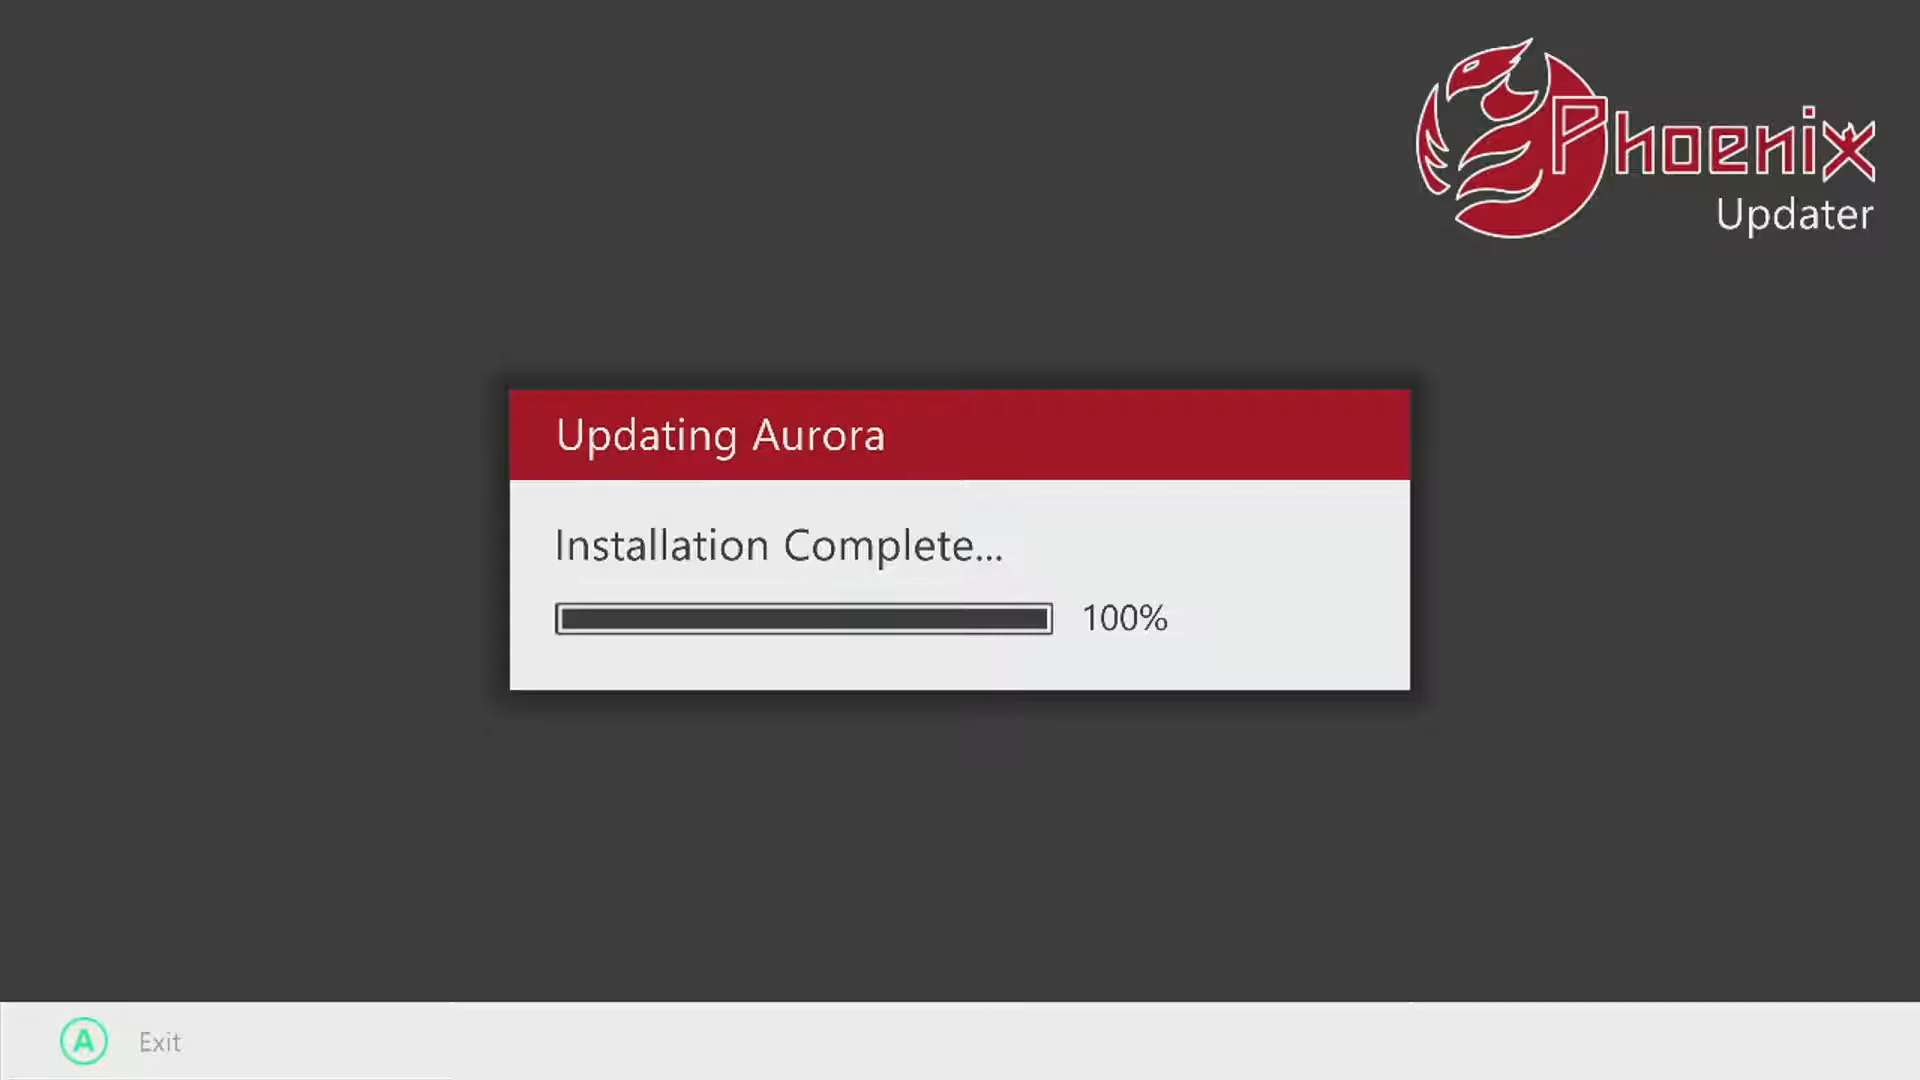 Phoenix
Updater
Updating Aurora
Installation Complete...
100%
A Exit